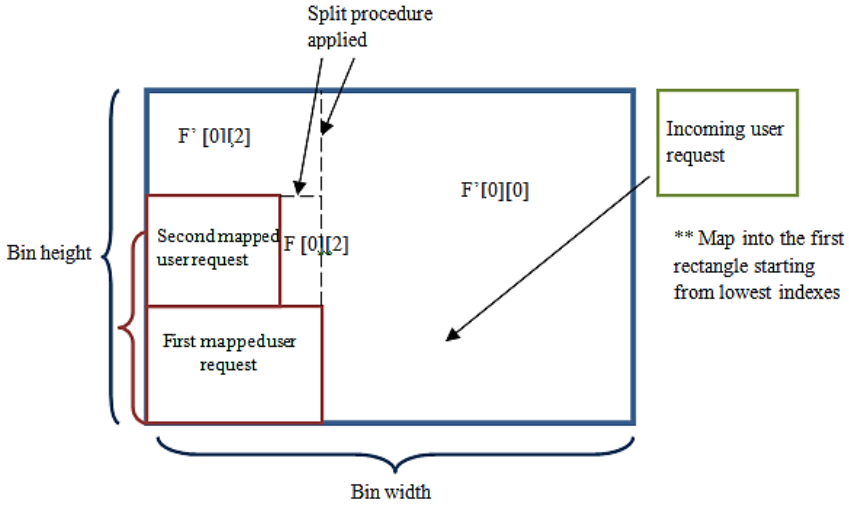 Split procedure
applied
F’ [0][2]
Incoming user
request
F’[0][0]
Second mapped
user request
F [0][2]
** Map into the first
rectangle starting
from lowest indexes
Bin height
First mapped user
request
Bin width